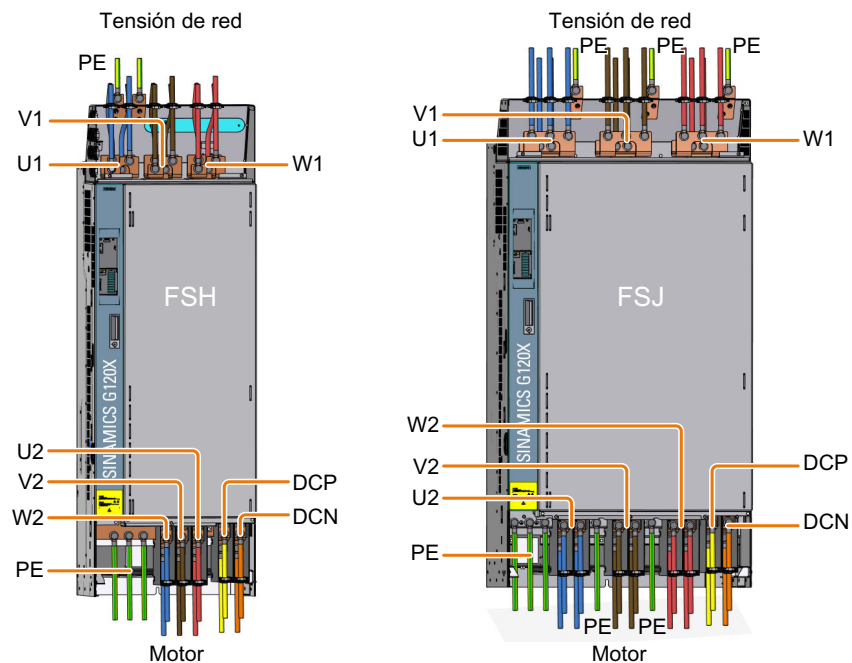 Tensión de red
PE
V1
U1
W1
FSH
SINAMICS G120X
U2
V2
W2
DCP
DCN
PE
Motor
Tensión de red
PE
PE
PE
V1
U1
W1
FSJ
SINAMICS G120X
W2
V2
U2
DCP
DCN
PE
PE
PE
Motor